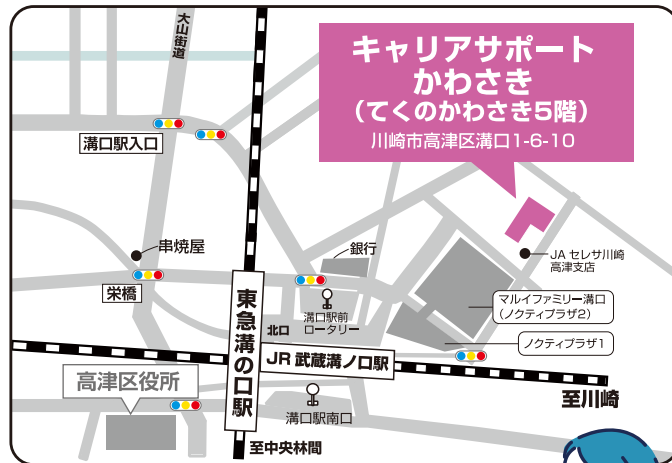 大山街道
キャリアサポート
かわさき
（てくのかわさき5階）
川崎市高津区溝口1-6-10
溝口駅入口
串焼屋
銀行
JA セレサ川崎
高津支店
栄橋
東急溝の口駅
溝口駅前
ロータリー
マルイファミリー溝口
（ノクティプラザ2）
北口
ノクティプラザ1
JR 武蔵溝ノ口駅
高津区役所
至川崎
溝口駅南口
至中央林間